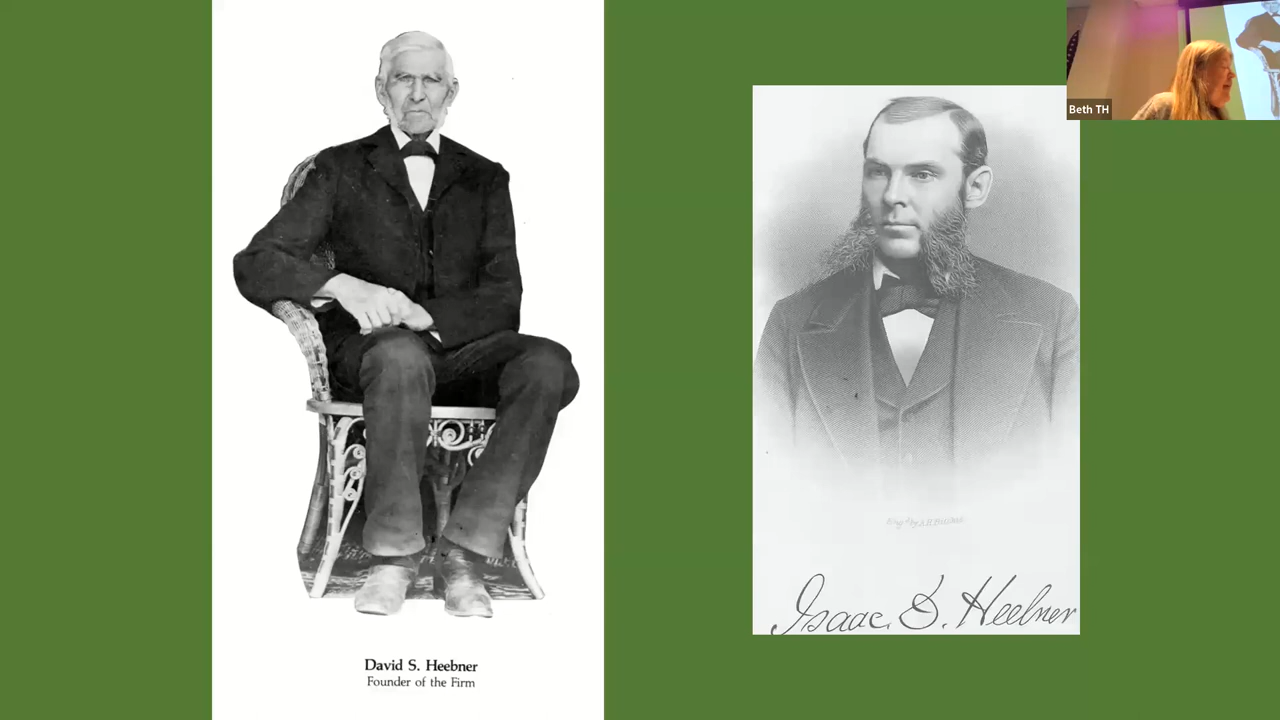 David S. Heebner
Founder of the Firm
Isaac D. Heebner
Beth TH